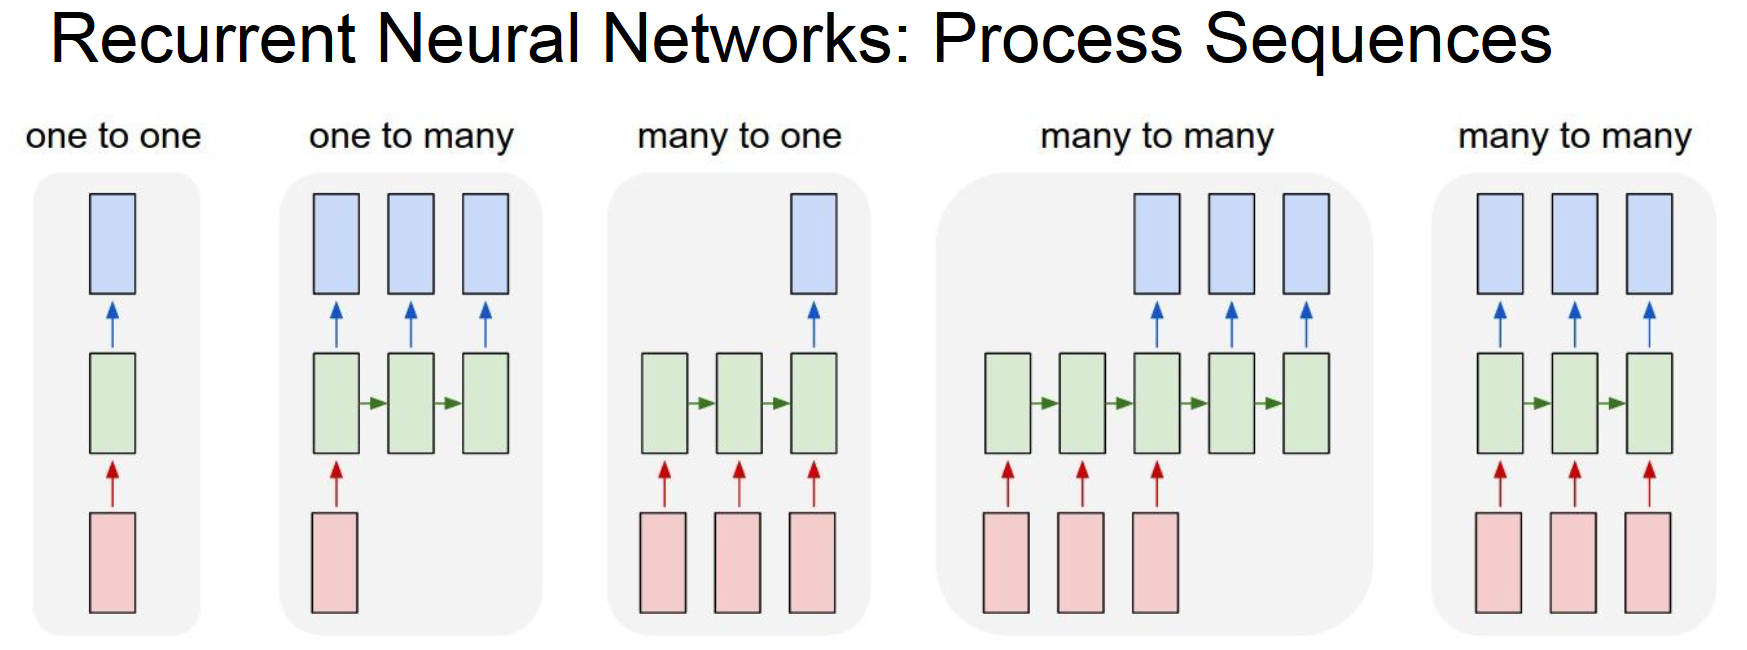 Recurrent Neural Networks: Process Sequences
one to one
one to many
many to one
many to many
many to many